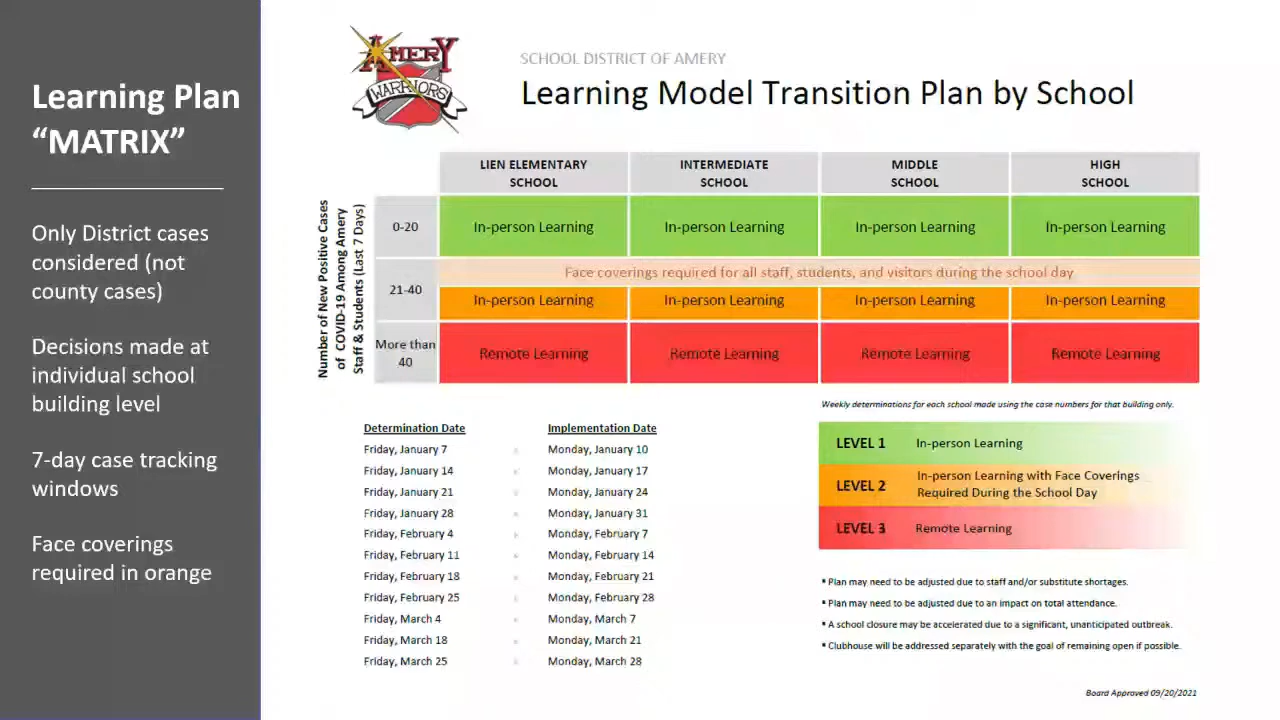 Learning Plan
“MATRIX”
Only District cases
considered (not
county cases)
Decisions made at
individual school
building level
7-day case tracking
windows
Face coverings
required in orange
AMERY
WARRIORS
SCHOOL DISTRICT OF AMERY
Learning Model Transition Plan by School
LIEN ELEMENTARY SCHOOL INTERMEDIATE SCHOOL MIDDLE SCHOOL HIGH SCHOOL
Number of New Positive Cases
of COVID-19 Among Amery
Staff & Students (Last 7 Days)
0-20 In-person Learning In-person Learning In-person Learning In-person Learning
Face coverings required for all staff, students, and visitors during the school day
21-40 In-person Learning In-person Learning In-person Learning In-person Learning
More than 40 Remote Learning Remote Learning Remote Learning Remote Learning
Weekly determinations for each school made using the case numbers for that building only.
Determination Date Implementation Date
Friday, January 7 Monday, January 10
Friday, January 14 Monday, January 17
Friday, January 21 Monday, January 24
Friday, January 28 Monday, January 31
Friday, February 4 Monday, February 7
Friday, February 11 Monday, February 14
Friday, February 18 Monday, February 21
Friday, February 25 Monday, February 28
Friday, March 4 Monday, March 7
Friday, March 18 Monday, March 21
Friday, March 25 Monday, March 28
LEVEL 1 In-person Learning
LEVEL 2 In-person Learning with Face Coverings
Required During the School Day
LEVEL 3 Remote Learning
▪ Plan may need to be adjusted due to staff and/or substitute shortages.
▪ Plan may need to be adjusted due to an impact on total attendance.
▪ A school closure may be accelerated due to a significant, unanticipated outbreak.
▪ Clubhouse will be addressed separately with the goal of remaining open if possible.
Board Approved 09/20/2021